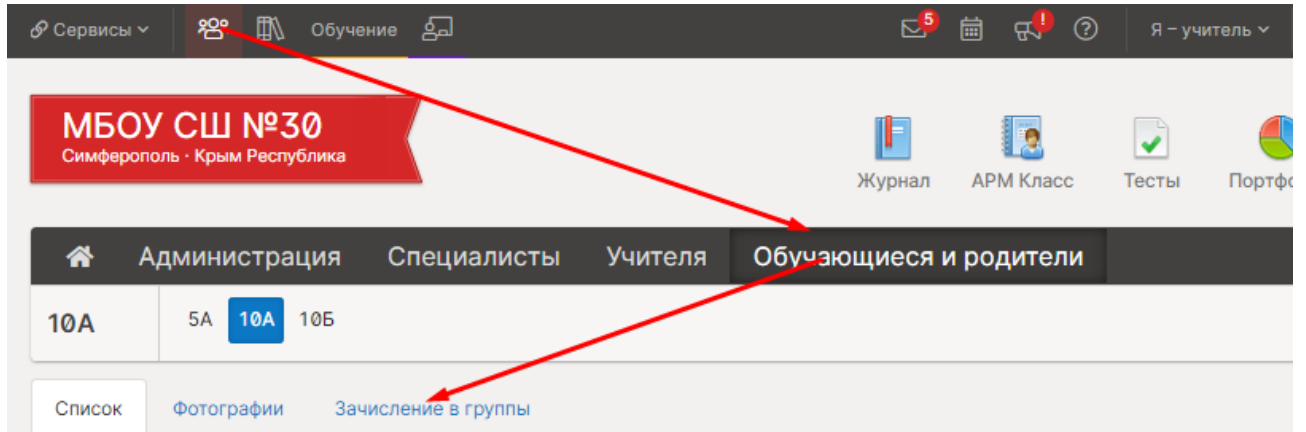 Сервисы
Обучение
5
!
?
Я – учитель
МБОУ СШ №30
Симферополь · Крым Республика
Журнал
АРМ Класс
Тесты
Портфо
Администрация
Специалисты
Учителя
Обучающиеся и родители
10А
5А
10А
10Б
Список
Фотографии
Зачисление в группы